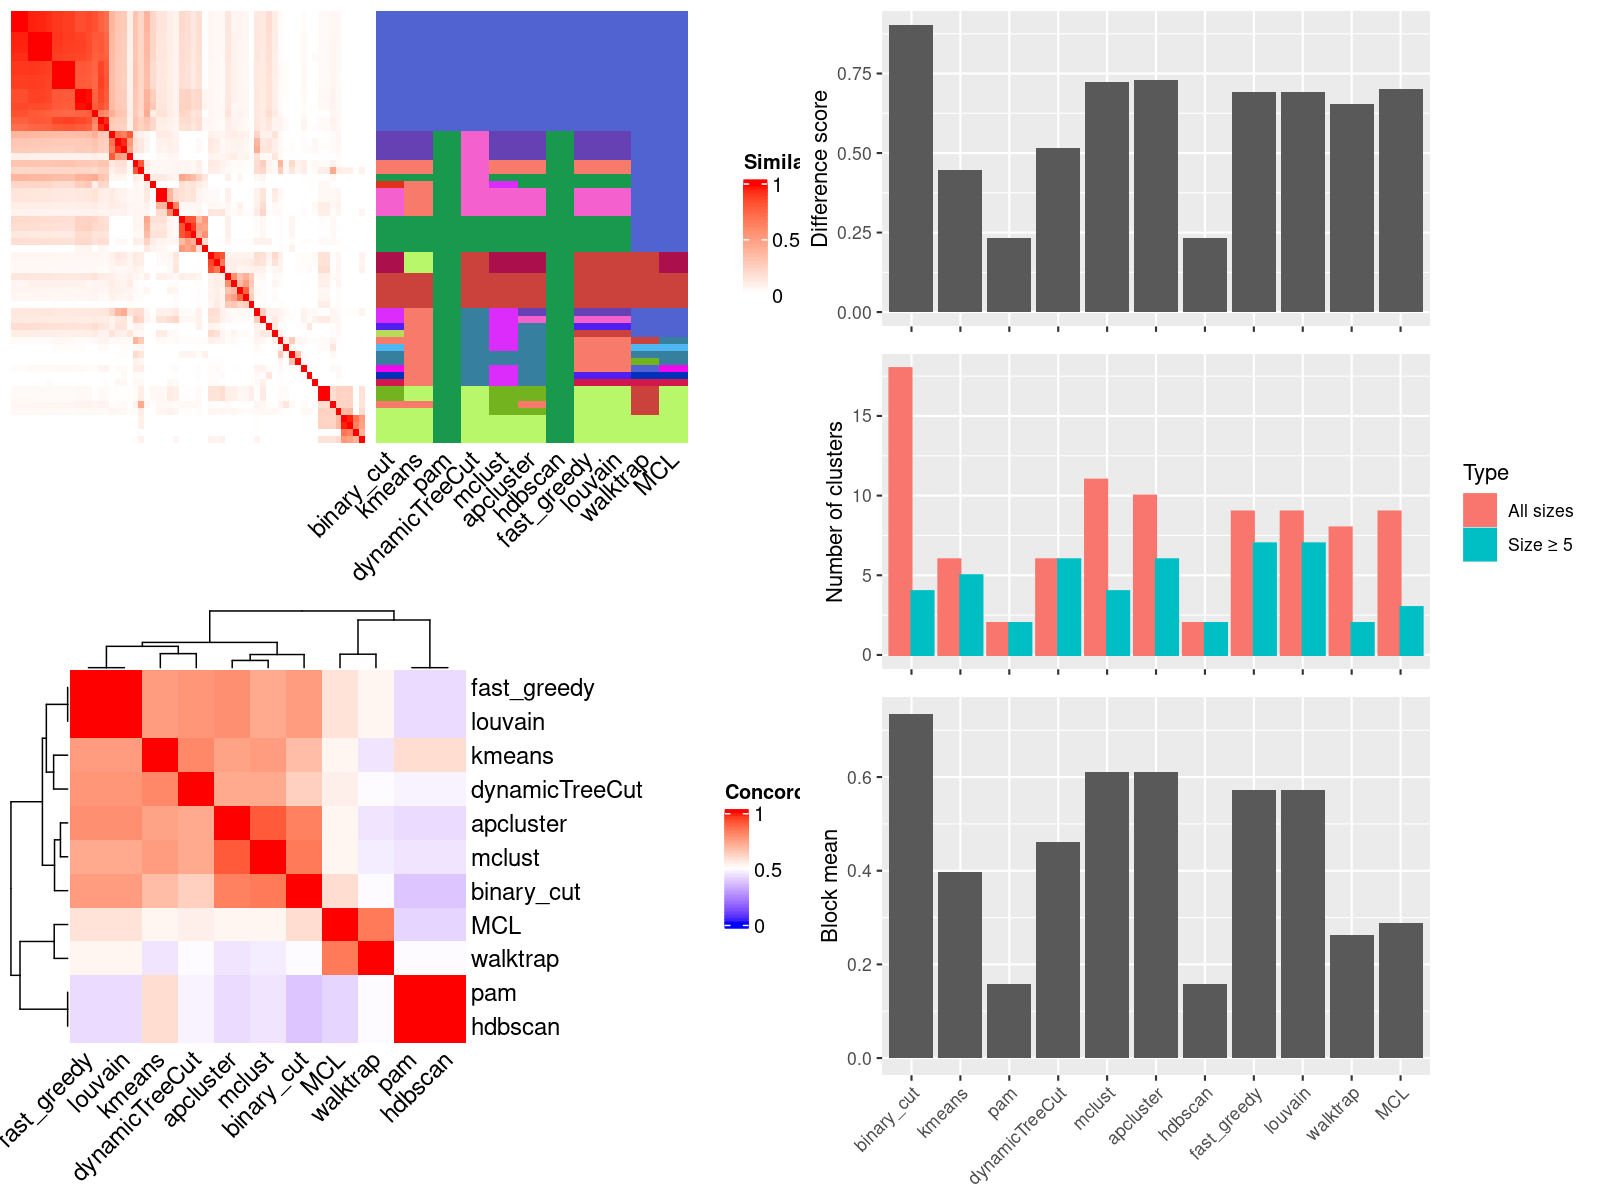 Simila
1
0.5
0
binary_cut
kmeans
pam
dynamicTreeCut
mclust
apcluster
hdbscan
fast_greedy
louvain
walktrap
MCL
fast_greedy
louvain
kmeans
dynamicTreeCut
apcluster
mclust
binary_cut
MCL
walktrap
pam
hdbscan
Concord
1
0.5
0
fast_greedy
louvain
kmeans
dynamicTreeCut
apcluster
mclust
binary_cut
MCL
walktrap
pam
hdbscan
Difference score
0.75
0.50
0.25
0.00
Number of clusters
15
10
5
0
Type
All sizes
Size ≥ 5
Block mean
0.6
0.4
0.2
0.0
binary_cut
kmeans
pam
dynamicTreeCut
mclust
apcluster
hdbscan
fast_greedy
louvain
walktrap
MCL